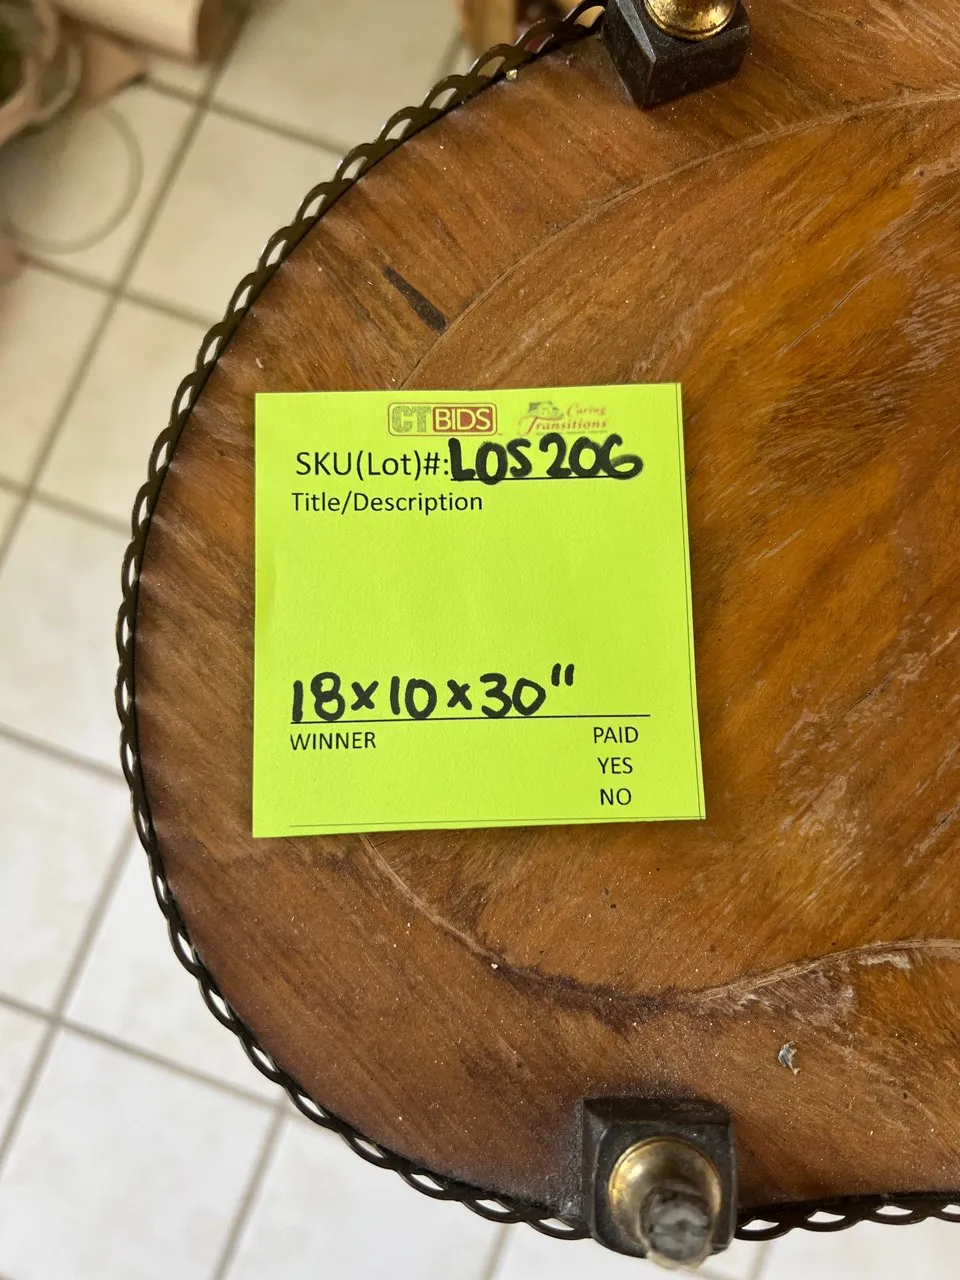 CTBIDS Caring Transitions
SKU(Lot)#: LOS206
Title/Description
18x10x30"
WINNER PAID
YES
NO